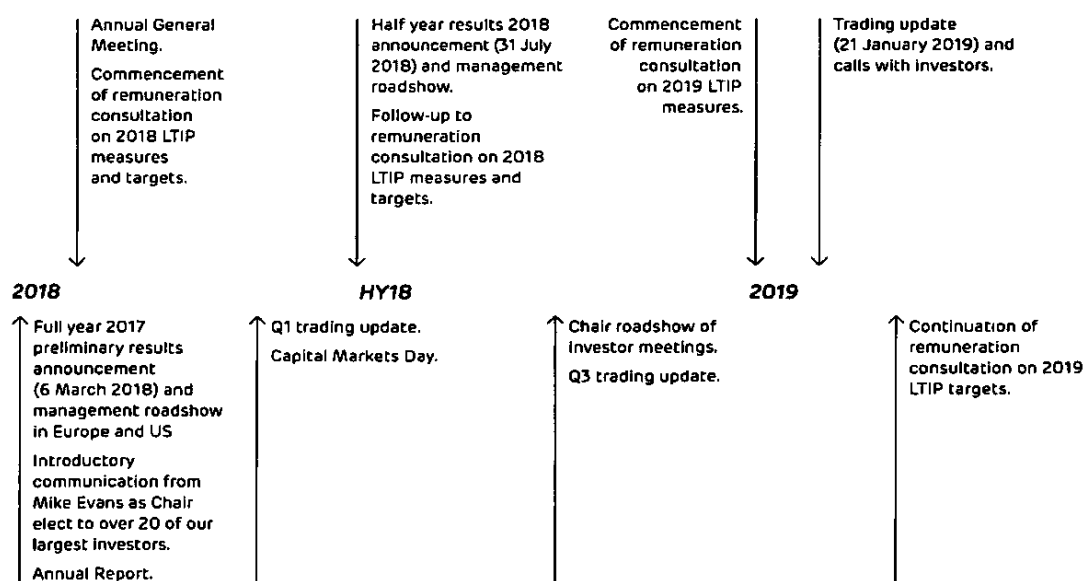 Annual General
Meeting.
Commencement
of remuneration
consultation
on 2018 LTIP
measures
and targets.
Half year results 2018
announcement (31 July
2018) and management
roadshow.
Follow-up to
remuneration
consultation on 2018
LTIP measures and
targets.
Commencement
of remuneration
consultation
on 2019 LTIP
measures.
Trading update
(21 January 2019) and
calls with investors.
2018
HY18
2019
Full year 2017
preliminary results
announcement
(6 March 2018) and
management roadshow
in Europe and US
Introductory
communication from
Mike Evans as Chair
elect to over 20 of our
largest investors.
Annual Report.
Q1 trading update.
Capital Markets Day.
Chair roadshow of
investor meetings.
Q3 trading update.
Continuation of
remuneration
consultation on 2019
LTIP targets.